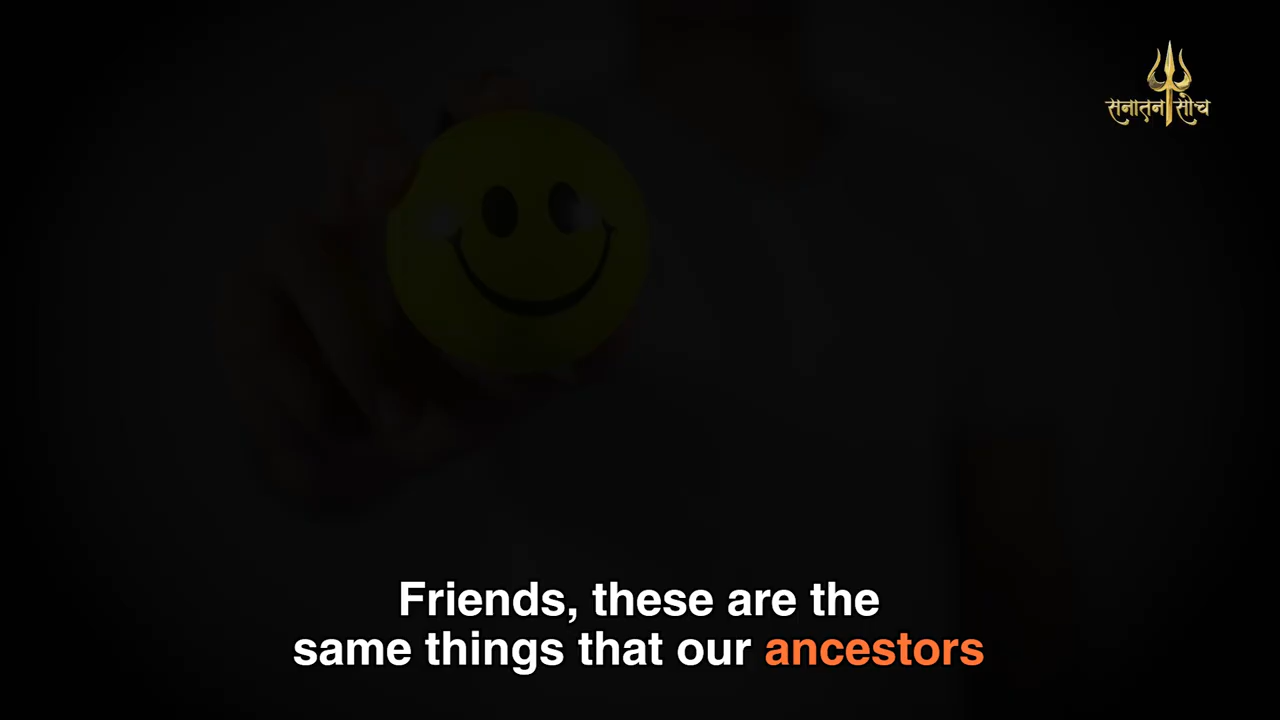 सनातन सोच
Friends, these are the
same things that our ancestors